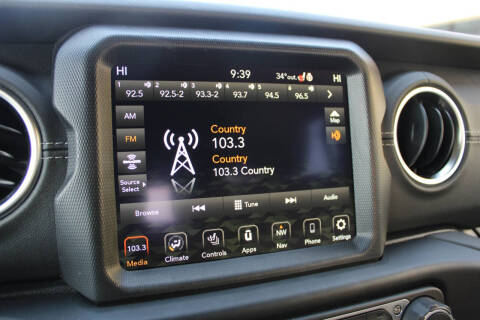 HI 9:39 34°out HI
1 2 3 4 5 6
92.5 92.5-2 93.3-2 93.7 94.5 96.5
AM
FM
Source
Select
Map
Country
103.3
Country
103.3 Country
Browse Tune Audio
103.3 NW
Media Climate Controls Apps Nav Phone Settings